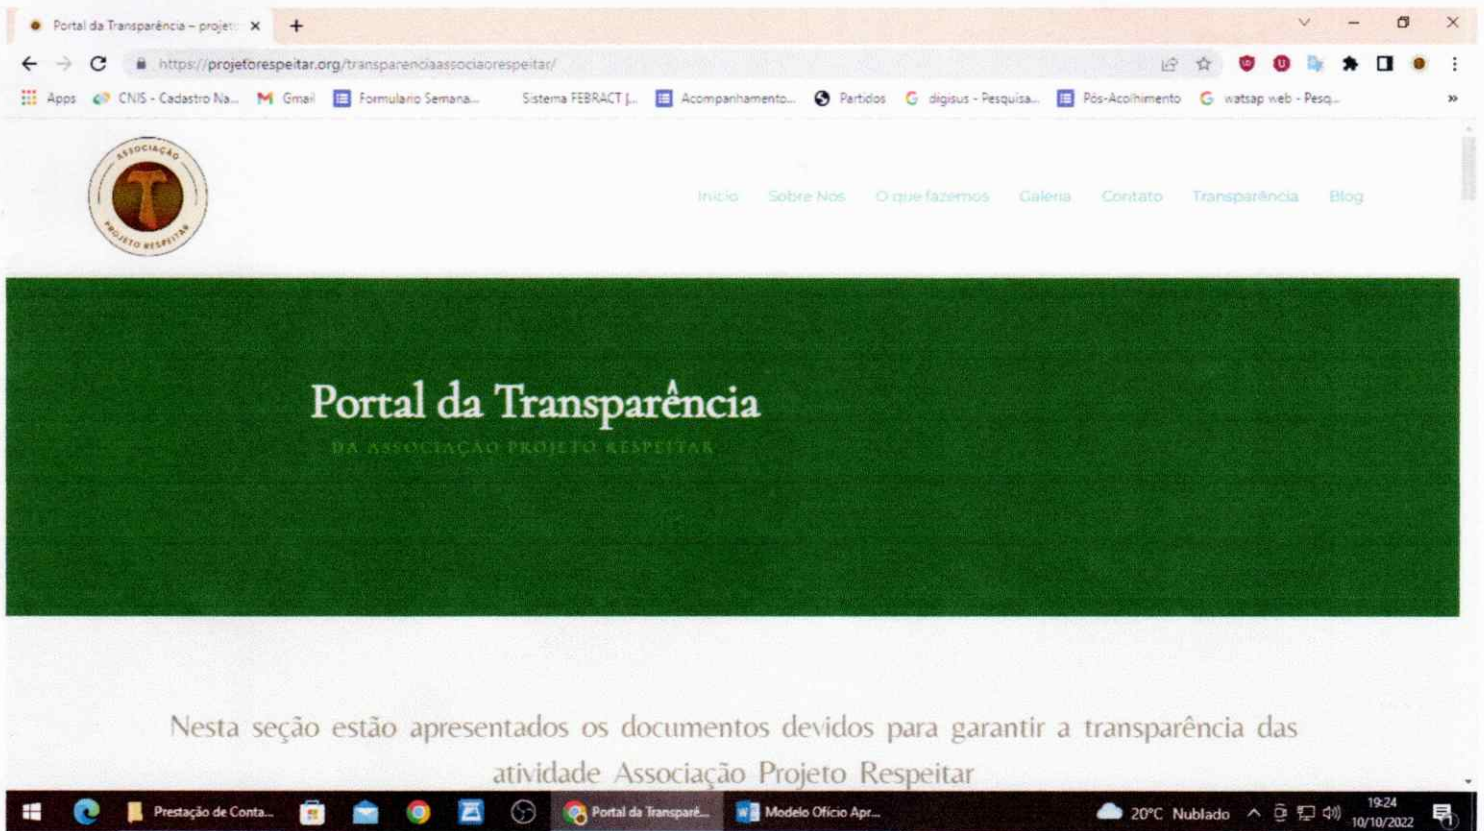 Portal da Transparência – projet
https://projetorespeitar.org/transparenciaassociaorespeitar/
Apps CNIS - Cadastro Na... Gmail Formulario Semana... Sistema FEBRACT |... Acompanhamento... Partidos digisus - Pesquisa... Pós-Acolhimento watsap web - Pesq... »
ASSOCIAÇÃO
PROJETO RESPEITAR
Início Sobre Nós O que fazemos Galeria Contato Transparência Blog
Portal da Transparência
DA ASSOCIAÇÃO PROJETO RESPEITAR
Nesta seção estão apresentados os documentos devidos para garantir a transparência das
atividade Associação Projeto Respeitar
Prestação de Conta... Portal da Transparê... Modelo Ofício Apr... 20°C Nublado 19:24
10/10/2022